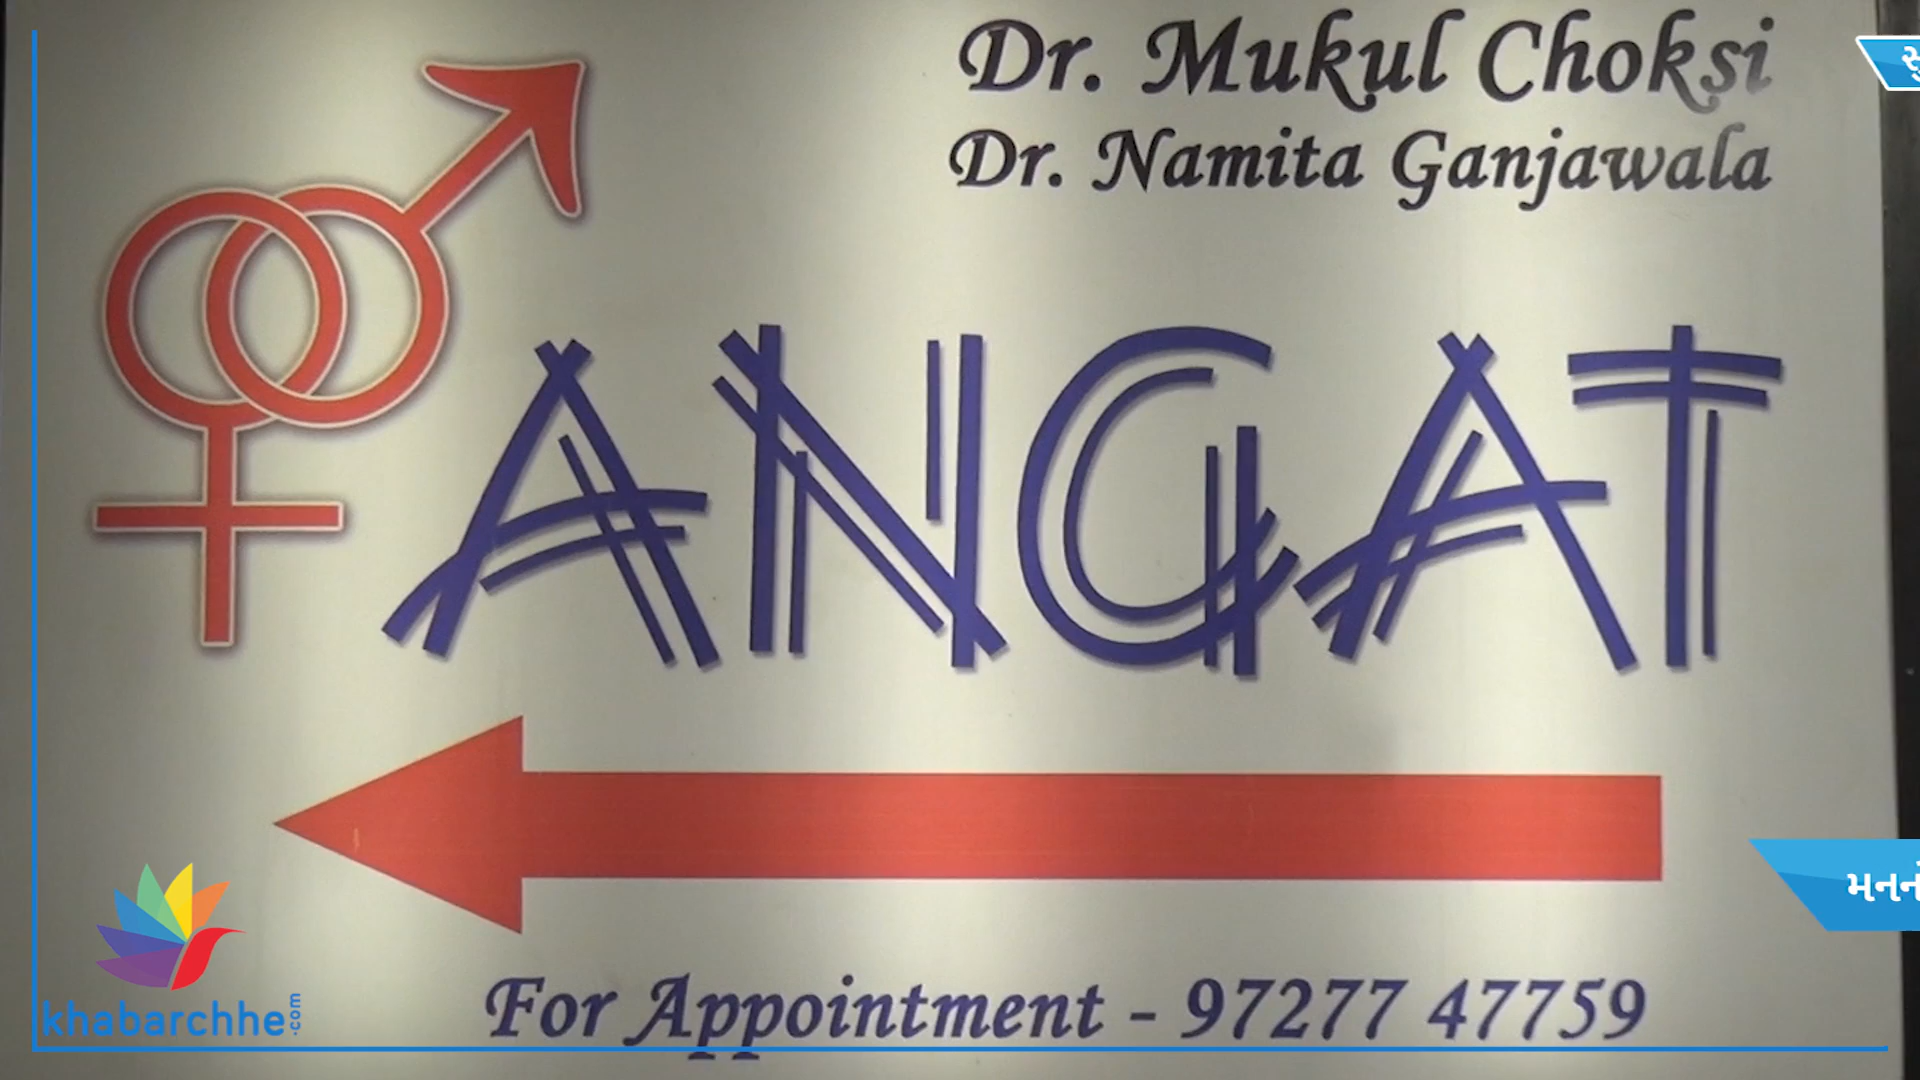 Dr. Mukul Choksi
Dr. Namita Ganjawala
ANGAT
For Appointment - 97277 47759
khabarchhe.com